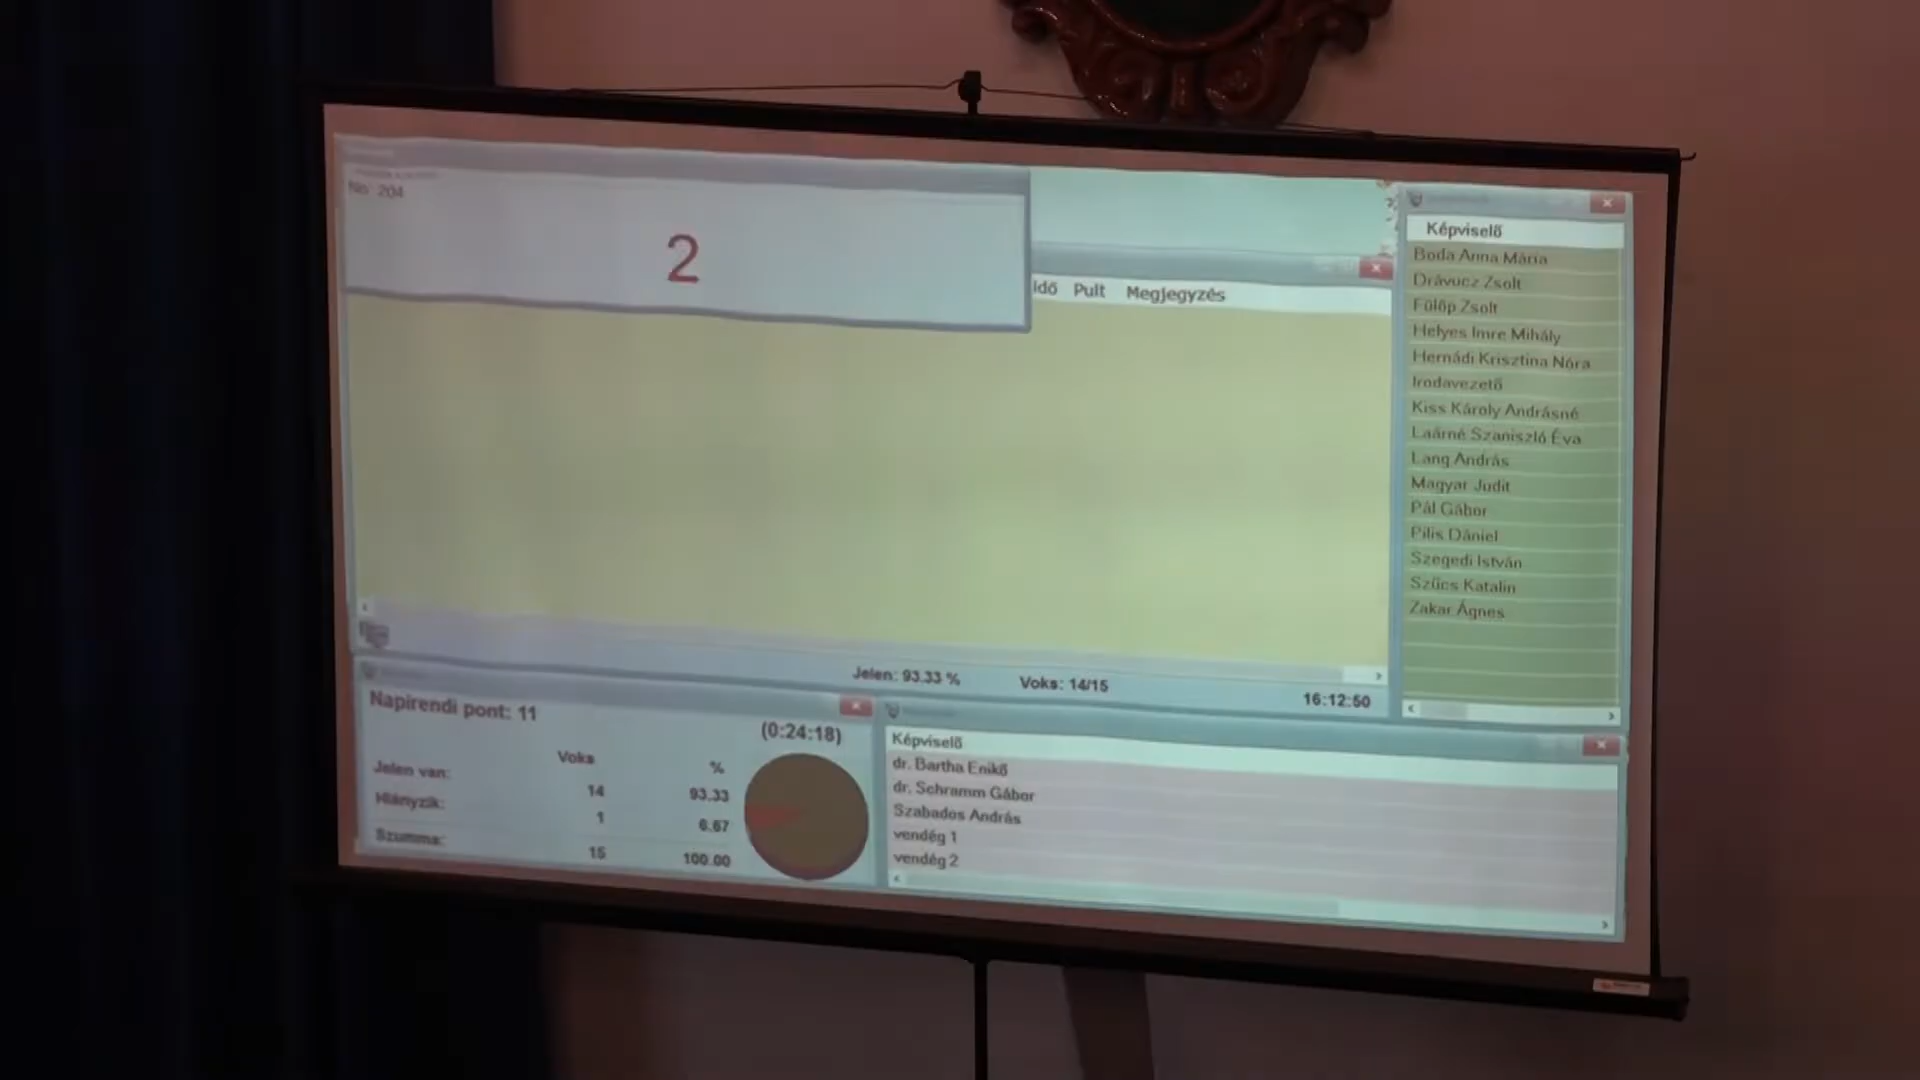 No: 204
2
Idő Pult Megjegyzés
Jelen: 93.33 % Voks: 14/15
16:12:50
Képviselő
Boda Anna Mária
Drávucz Zsolt
Fülöp Zsolt
Helyes Imre Mihály
Hernádi Krisztina Nóra
Irodavezető
Kiss Károly Andrásné
Laárné Szaniszló Éva
Lang András
Magyar Judit
Pál Gábor
Pilis Dániel
Szegedi István
Szűcs Katalin
Zakar Ágnes
Napirendi pont: 11
(0:24:18)
Voks %
Jelen van: 14 93.33
Hiányzik: 1 6.67
Szumma: 15 100.00
Képviselő
dr. Bartha Enikő
dr. Schramm Gábor
Szabados András
vendég 1
vendég 2